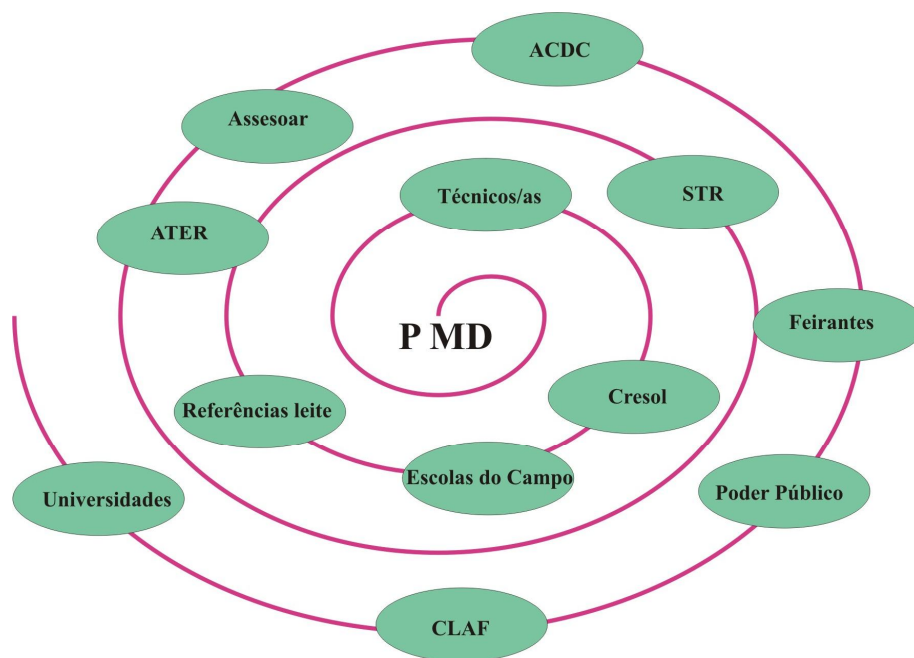 ACDC
Assesoar
Técnicos/as
STR
ATER
Feirantes
P MD
Cresol
Referências leite
Escolas do Campo
Universidades
Poder Público
CLAF